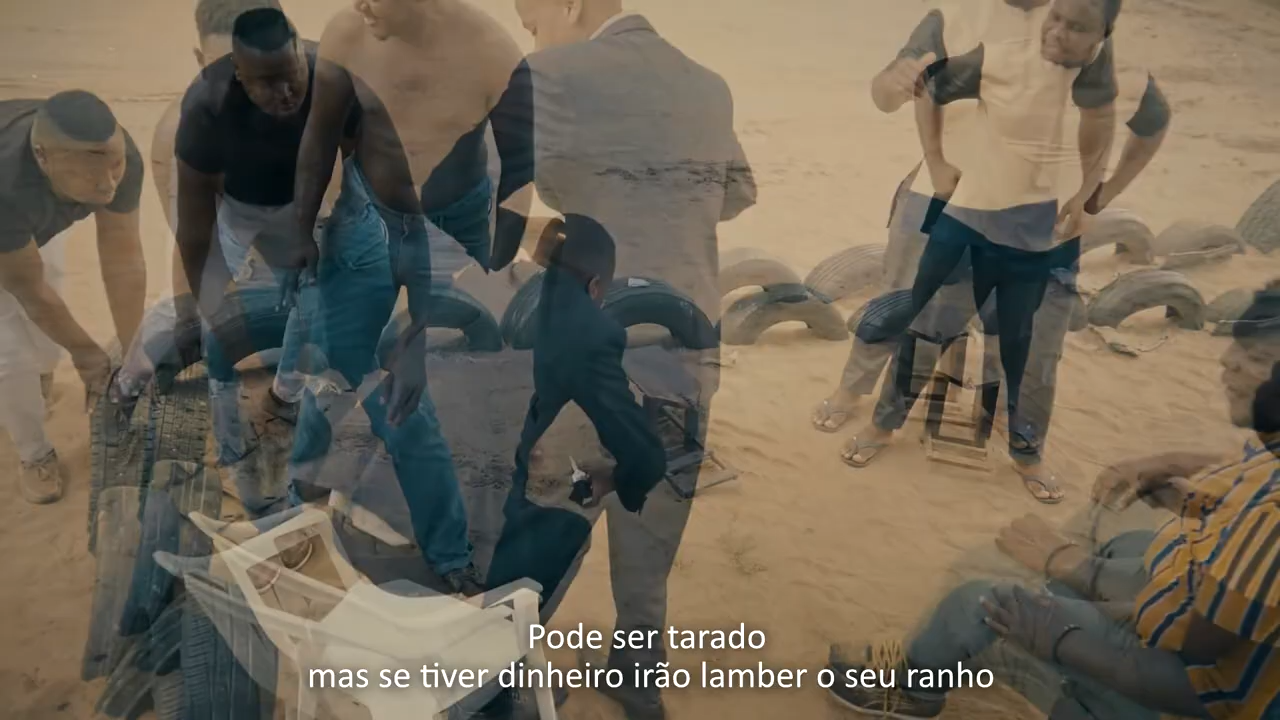 Pode ser tarado
mas se tiver dinheiro irão lamber o seu ranho